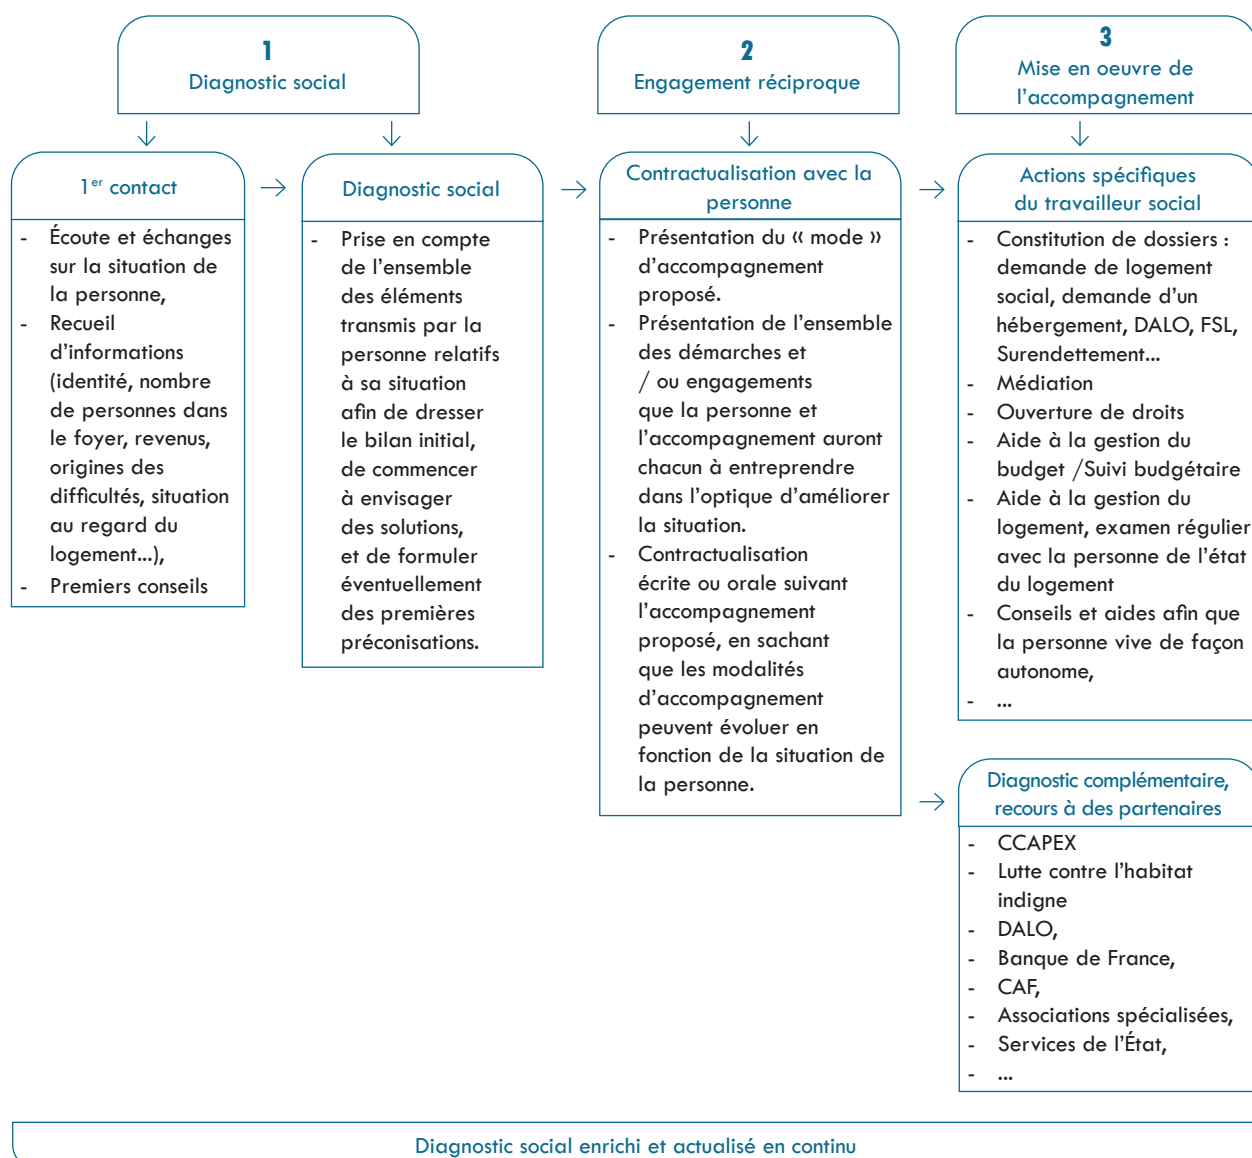 1
Diagnostic social
2
Engagement réciproque
3
Mise en oeuvre de
l'accompagnement
1er contact
- Écoute et échanges
sur la situation de
la personne,
- Recueil
d'informations
(identité, nombre
de personnes dans
le foyer, revenus,
origines des
difficultés, situation
au regard du
logement...),
- Premiers conseils
Diagnostic social
- Prise en compte
de l'ensemble
des éléments
transmis par la
personne relatifs
à sa situation
afin de dresser
le bilan initial,
de commencer
à envisager
des solutions,
et de formuler
éventuellement
des premières
préconisations.
Contractualisation avec la
personne
- Présentation du « mode »
d'accompagnement
proposé.
- Présentation de l'ensemble
des démarches et
/ ou engagements
que la personne et
l'accompagnement auront
chacun à entreprendre
dans l'optique d'améliorer
la situation.
- Contractualisation
écrite ou orale suivant
l'accompagnement
proposé, en sachant
que les modalités
d'accompagnement
peuvent évoluer en
fonction de la situation de
la personne.
Actions spécifiques
du travailleur social
- Constitution de dossiers :
demande de logement
social, demande d'un
hébergement, DALO, FSL,
Surendettement...
- Médiation
- Ouverture de droits
- Aide à la gestion du
budget /Suivi budgétaire
- Aide à la gestion du
logement, examen régulier
avec la personne de l'état
du logement
- Conseils et aides afin que
la personne vive de façon
autonome,
- ...
Diagnostic complémentaire,
recours à des partenaires
- CCAPEX
- Lutte contre l'habitat
indigne
- DALO,
- Banque de France,
- CAF,
- Associations spécialisées,
- Services de l'État,
- ...
Diagnostic social enrichi et actualisé en continu